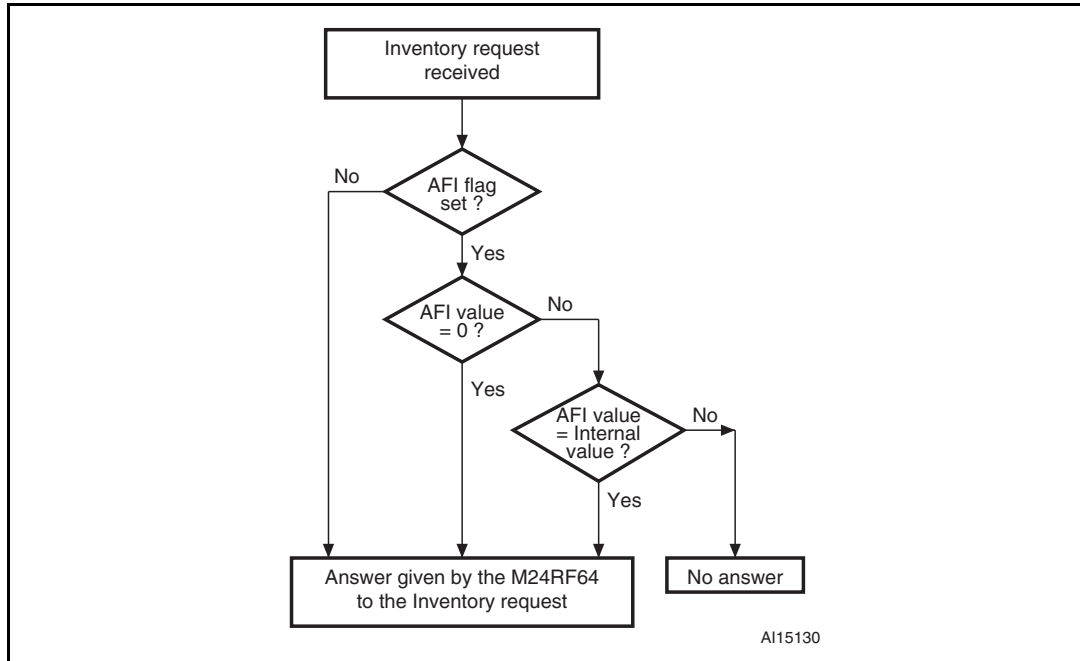 Inventory request
received
No
AFI flag
set ?
Yes
AFI value
= 0 ?
No
Yes
AFI value
= Internal
value ?
No
Yes
Answer given by the M24RF64
to the Inventory request
No answer
AI15130